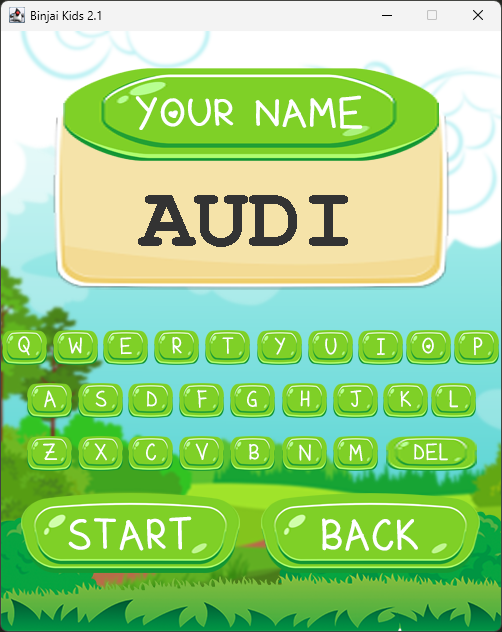 Binjai Kids 2.1
YOUR NAME
AUDI
Q W E R T Y U I O P
A S D F G H J K L
Z X C V B N M DEL
START BACK